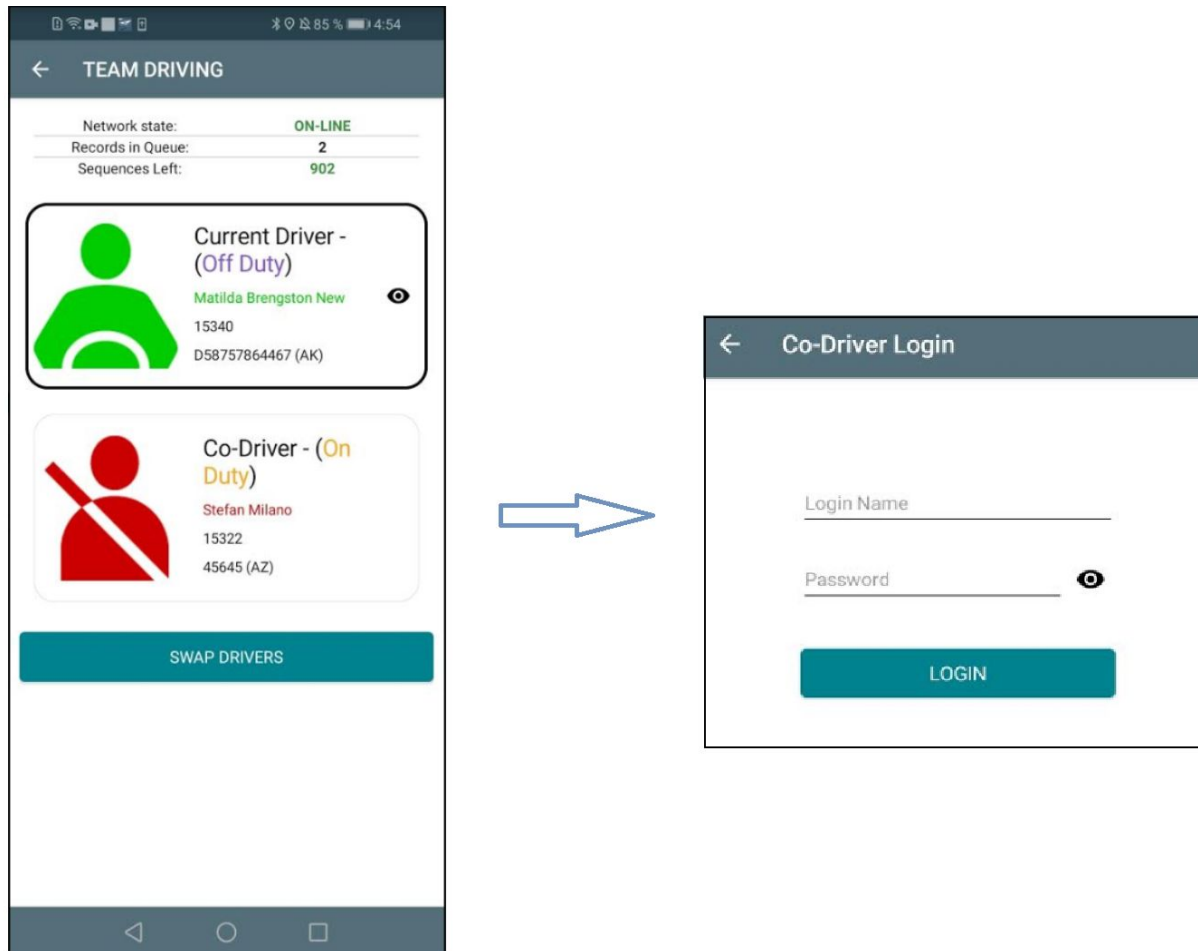 85 % 4:54
TEAM DRIVING
Network state: ON-LINE
Records in Queue: 2
Sequences Left: 902
Current Driver -
(Off Duty)
Matilda Brengston New
15340
D58757864467 (AK)
Co-Driver - (On
Duty)
Stefan Milano
15322
45645 (AZ)
SWAP DRIVERS
Co-Driver Login
Login Name
Password
LOGIN